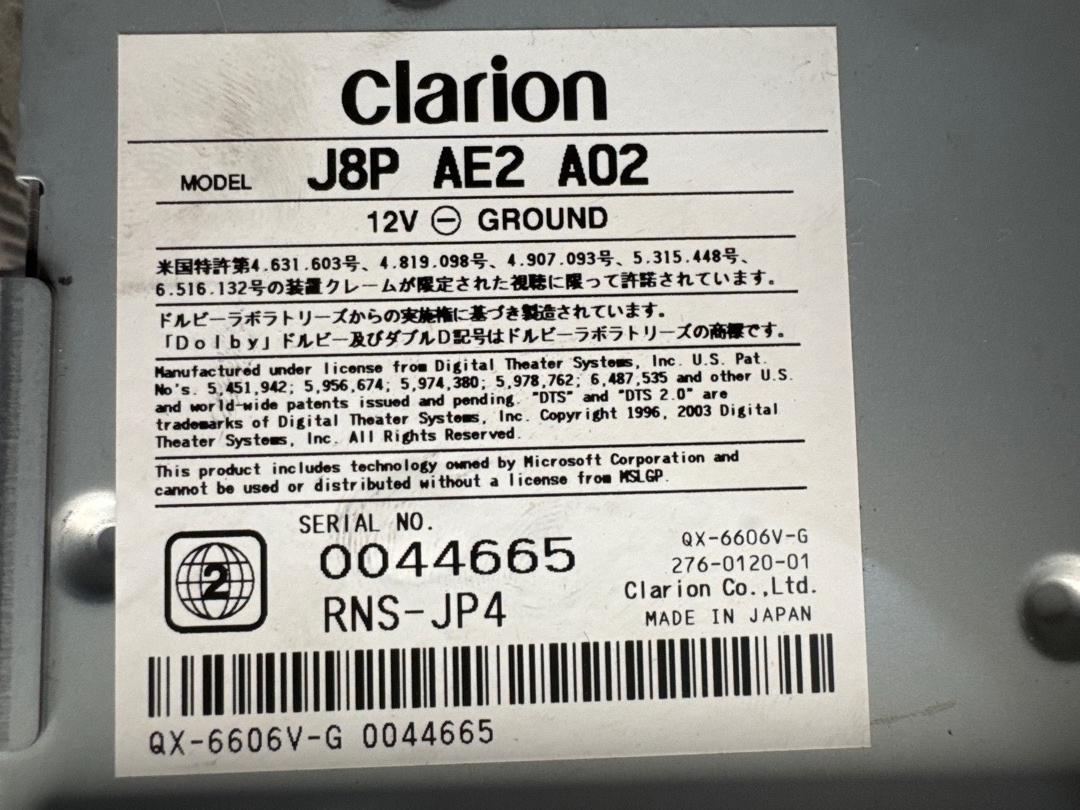 clarion
MODEL J8P AE2 A02
12V ⊖ GROUND
米国特許第4.631.603号、4.819.098号、4.907.093号、5.315.448号、
6.516.132号の装置クレームが限定された視聴に限って許諾されています。
ドルビーラボラトリーズからの実施権に基づき製造されています。
「Dolby」ドルビー及びダブルD記号はドルビーラボラトリーズの商標です。
Manufactured under license from Digital Theater Systems, Inc. U.S. Pat.
No's. 5,451,942; 5,956,674; 5,974,380; 5,978,762; 6,487,535 and other U.S.
and world-wide patents issued and pending. "DTS" and "DTS 2.0" are
trademarks of Digital Theater Systems, Inc. Copyright 1996, 2003 Digital
Theater Systems, Inc. All Rights Reserved.
This product includes technology owned by Microsoft Corporation and
cannot be used or distributed without a license from MSLGP.
2
SERIAL NO.
0044665
RNS-JP4
QX-6606V-G
276-0120-01
Clarion Co.,Ltd.
MADE IN JAPAN
QX-6606V-G 0044665